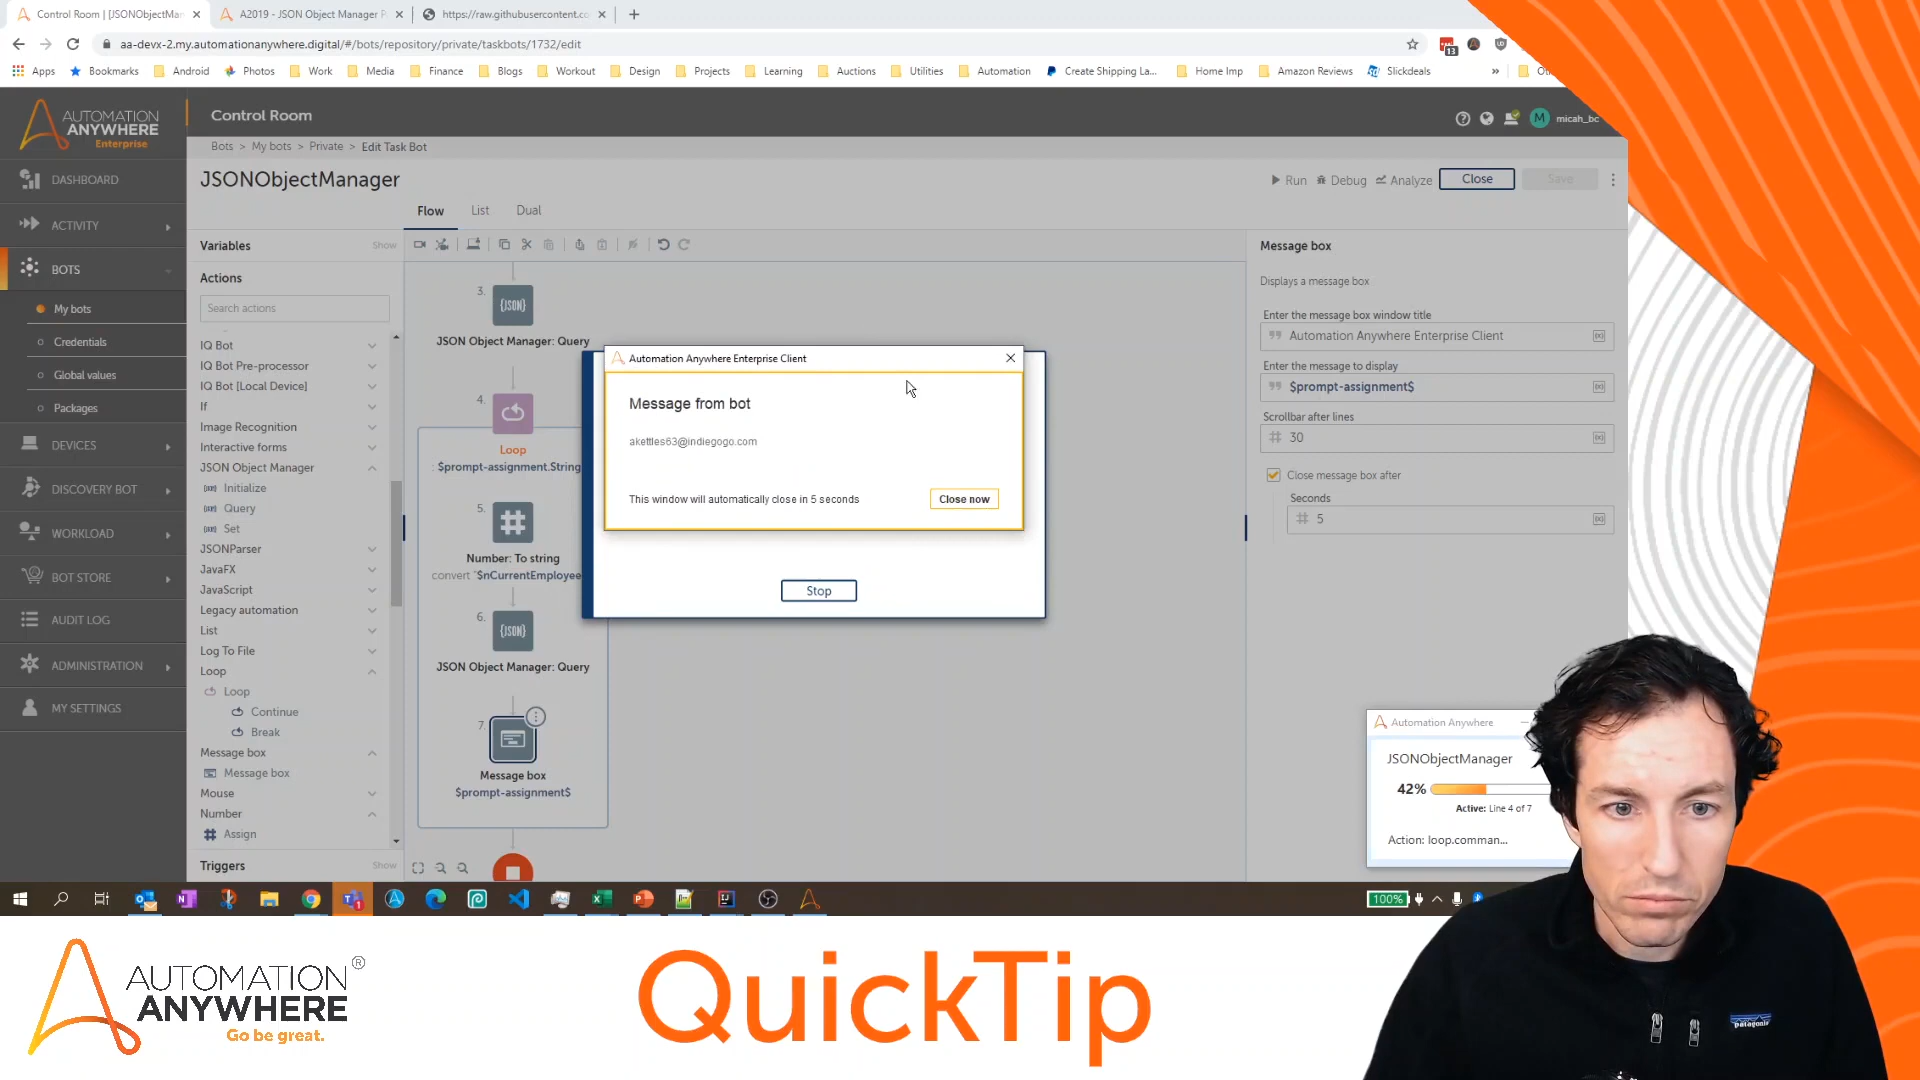 Control Room | [JSONObjectMan
A2019 - JSON Object Manager P
https://raw.githubusercontent.co
aa-devx-2.my.automationanywhere.digital/#/bots/repository/private/taskbots/1732/edit
13
Apps
Bookmarks
Android
Photos
Work
Media
Finance
Blogs
Workout
Design
Projects
Learning
Auctions
Utilities
Automation
Create Shipping La...
Home Imp
Amazon Reviews
Slickdeals
»
AUTOMATION
ANYWHERE
Enterprise
Control Room
M
micah_bc
Bots > My bots > Private > Edit Task Bot
JSONObjectManager
Run
Debug
Analyze
Close
Save
Flow
List
Dual
DASHBOARD
ACTIVITY
BOTS
My bots
Credentials
Global values
Packages
DEVICES
DISCOVERY BOT
WORKLOAD
BOT STORE
AUDIT LOG
ADMINISTRATION
MY SETTINGS
Variables
Show
Actions
Search actions
IQ Bot
IQ Bot Pre-processor
IQ Bot [Local Device]
If
Image Recognition
Interactive forms
JSON Object Manager
Initialize
Query
Set
JSONParser
JavaFX
JavaScript
Legacy automation
List
Log To File
Loop
Loop
Continue
Break
Message box
Message box
Mouse
Number
Assign
Triggers
Show
3.
{JSON}
JSON Object Manager: Query
4.
Loop
: $prompt-assignment.String
5.
Number: To string
convert "$nCurrentEmployee
6.
{JSON}
JSON Object Manager: Query
7.
Message box
$prompt-assignment$
Automation Anywhere Enterprise Client
Message from bot
akettles63@indiegogo.com
This window will automatically close in 5 seconds
Close now
Stop
Message box
Displays a message box
Enter the message box window title
Automation Anywhere Enterprise Client
Enter the message to display
$prompt-assignment$
Scrollbar after lines
30
Close message box after
Seconds
5
Automation Anywhere
JSONObjectManager
42%
Active: Line 4 of 7
Action: loop.comman...
100%
AUTOMATION ®
ANYWHERE
Go be great.
QuickTip
patagonia